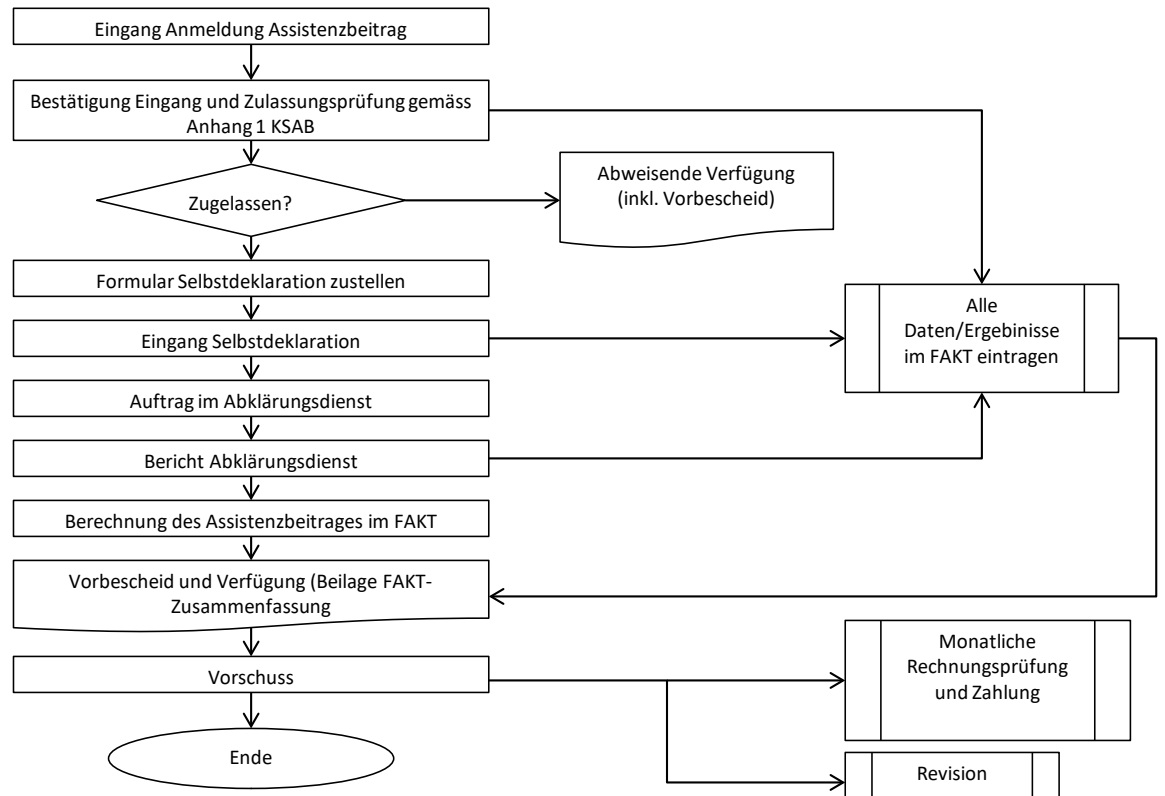 Eingang Anmeldung Assistenzbeitrag
Bestätigung Eingang und Zulassungsprüfung gemäss
Anhang 1 KSAB
Zugelassen?
Abweisende Verfügung
(inkl. Vorbescheid)
Formular Selbstdeklaration zustellen
Eingang Selbstdeklaration
Alle
Daten/Ergebinisse
im FAKT eintragen
Auftrag im Abklärungsdienst
Bericht Abklärungsdienst
Berechnung des Assistenzbeitrages im FAKT
Vorbescheid und Verfügung (Beilage FAKT-
Zusammenfassung
Vorschuss
Monatliche
Rechnungsprüfung
und Zahlung
Ende
Revision